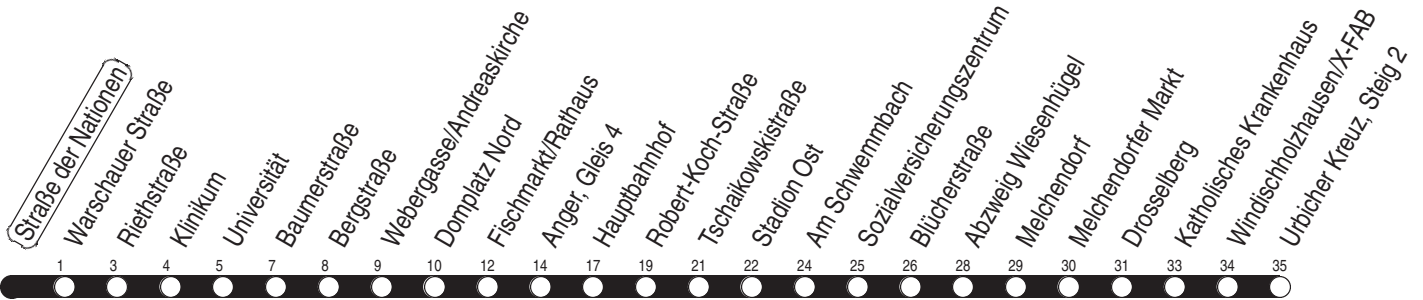 Straße der Nationen
Warschauer Straße
Riethstraße
Klinikum
Universität
Baumerstraße
Bergstraße
Webergasse/Andreaskirche
Domplatz Nord
Fischmarkt/Rathaus
Anger, Gleis 4
Hauptbahnhof
Robert-Koch-Straße
Tschaikowskistraße
Stadion Ost
Am Schwemmbach
Sozialversicherungszentrum
Blücherstraße
Abzweig Wiesenhügel
Melchendorf
Melchendorfer Markt
Drosselberg
Katholisches Krankenhaus
Windischholzhausen/X-FAB
Urbicher Kreuz, Steig 2
1 3 4 5 7 8 9 10 12 14 17 19 21 22 24 25 26 28 29 30 31 33 34 35